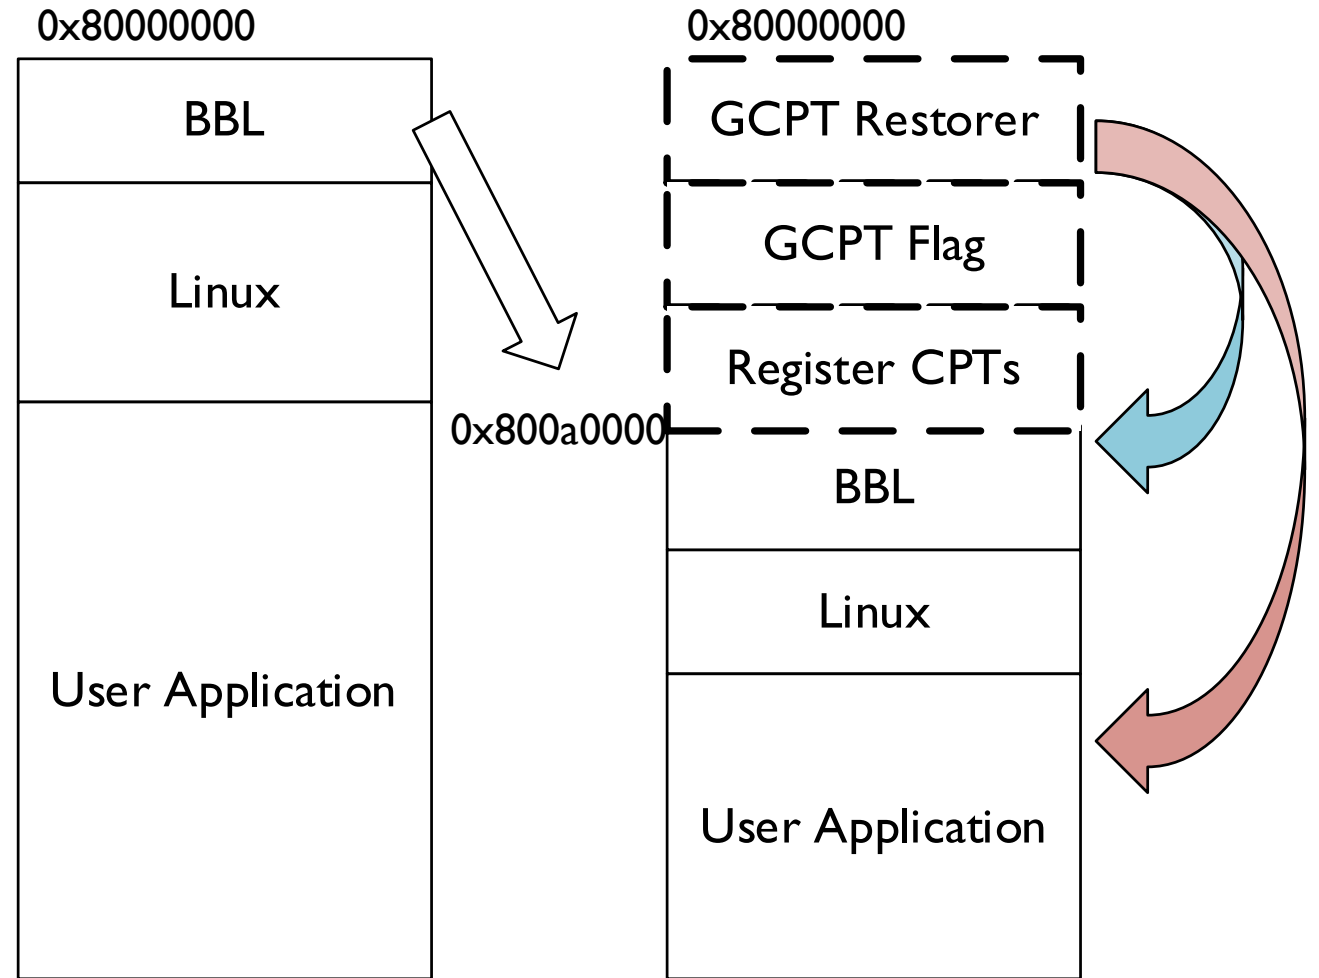 0x80000000
BBL
Linux
User Application
0x80000000
GCPT Restorer
GCPT Flag
Register CPTs
0x800a0000
BBL
Linux
User Application